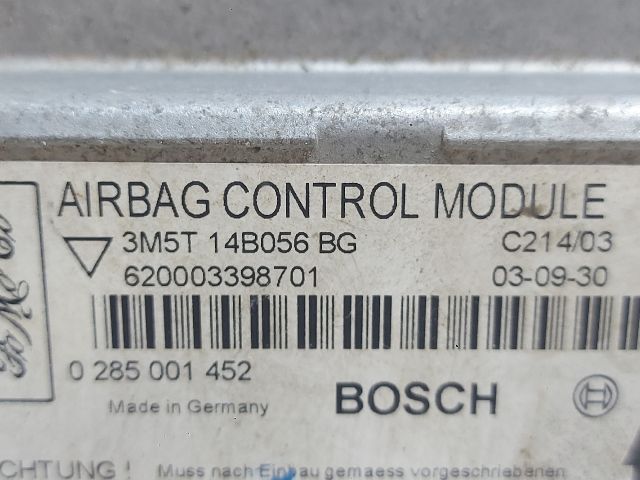 AIRBAG CONTROL MODULE
3M5T 14B056 BG C214/03
620003398701 03-09-30
0 285 001 452
Made in Germany BOSCH
CHTUNG! Muss nach Einbau gemaess vorgeschriebenen